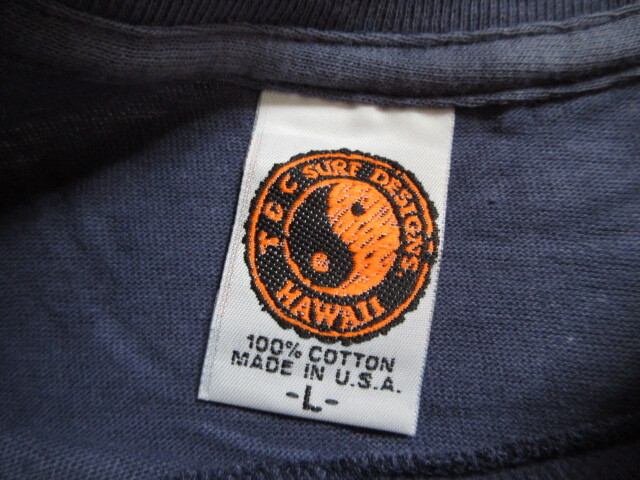 T&C SURF DESIGNS,
HAWAII
100% COTTON
MADE IN U.S.A.
-L-